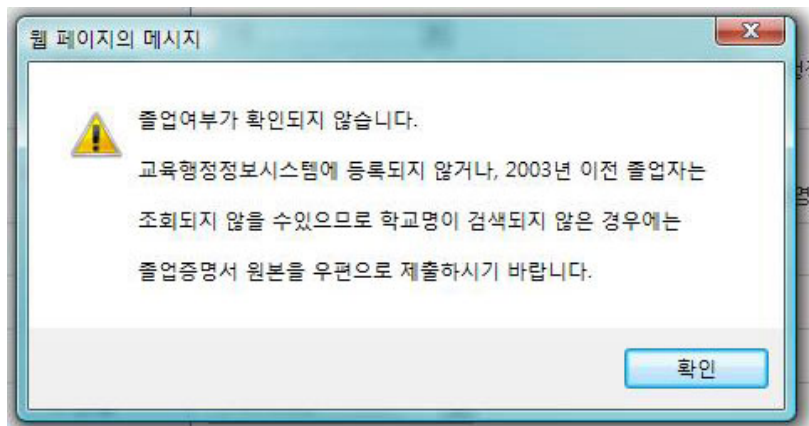 웹 페이지의 메시지
졸업여부가 확인되지 않습니다.
교육행정정보시스템에 등록되지 않거나, 2003년 이전 졸업자는
조회되지 않을 수있으므로 학교명이 검색되지 않은 경우에는
졸업증명서 원본을 우편으로 제출하시기 바랍니다.
확인